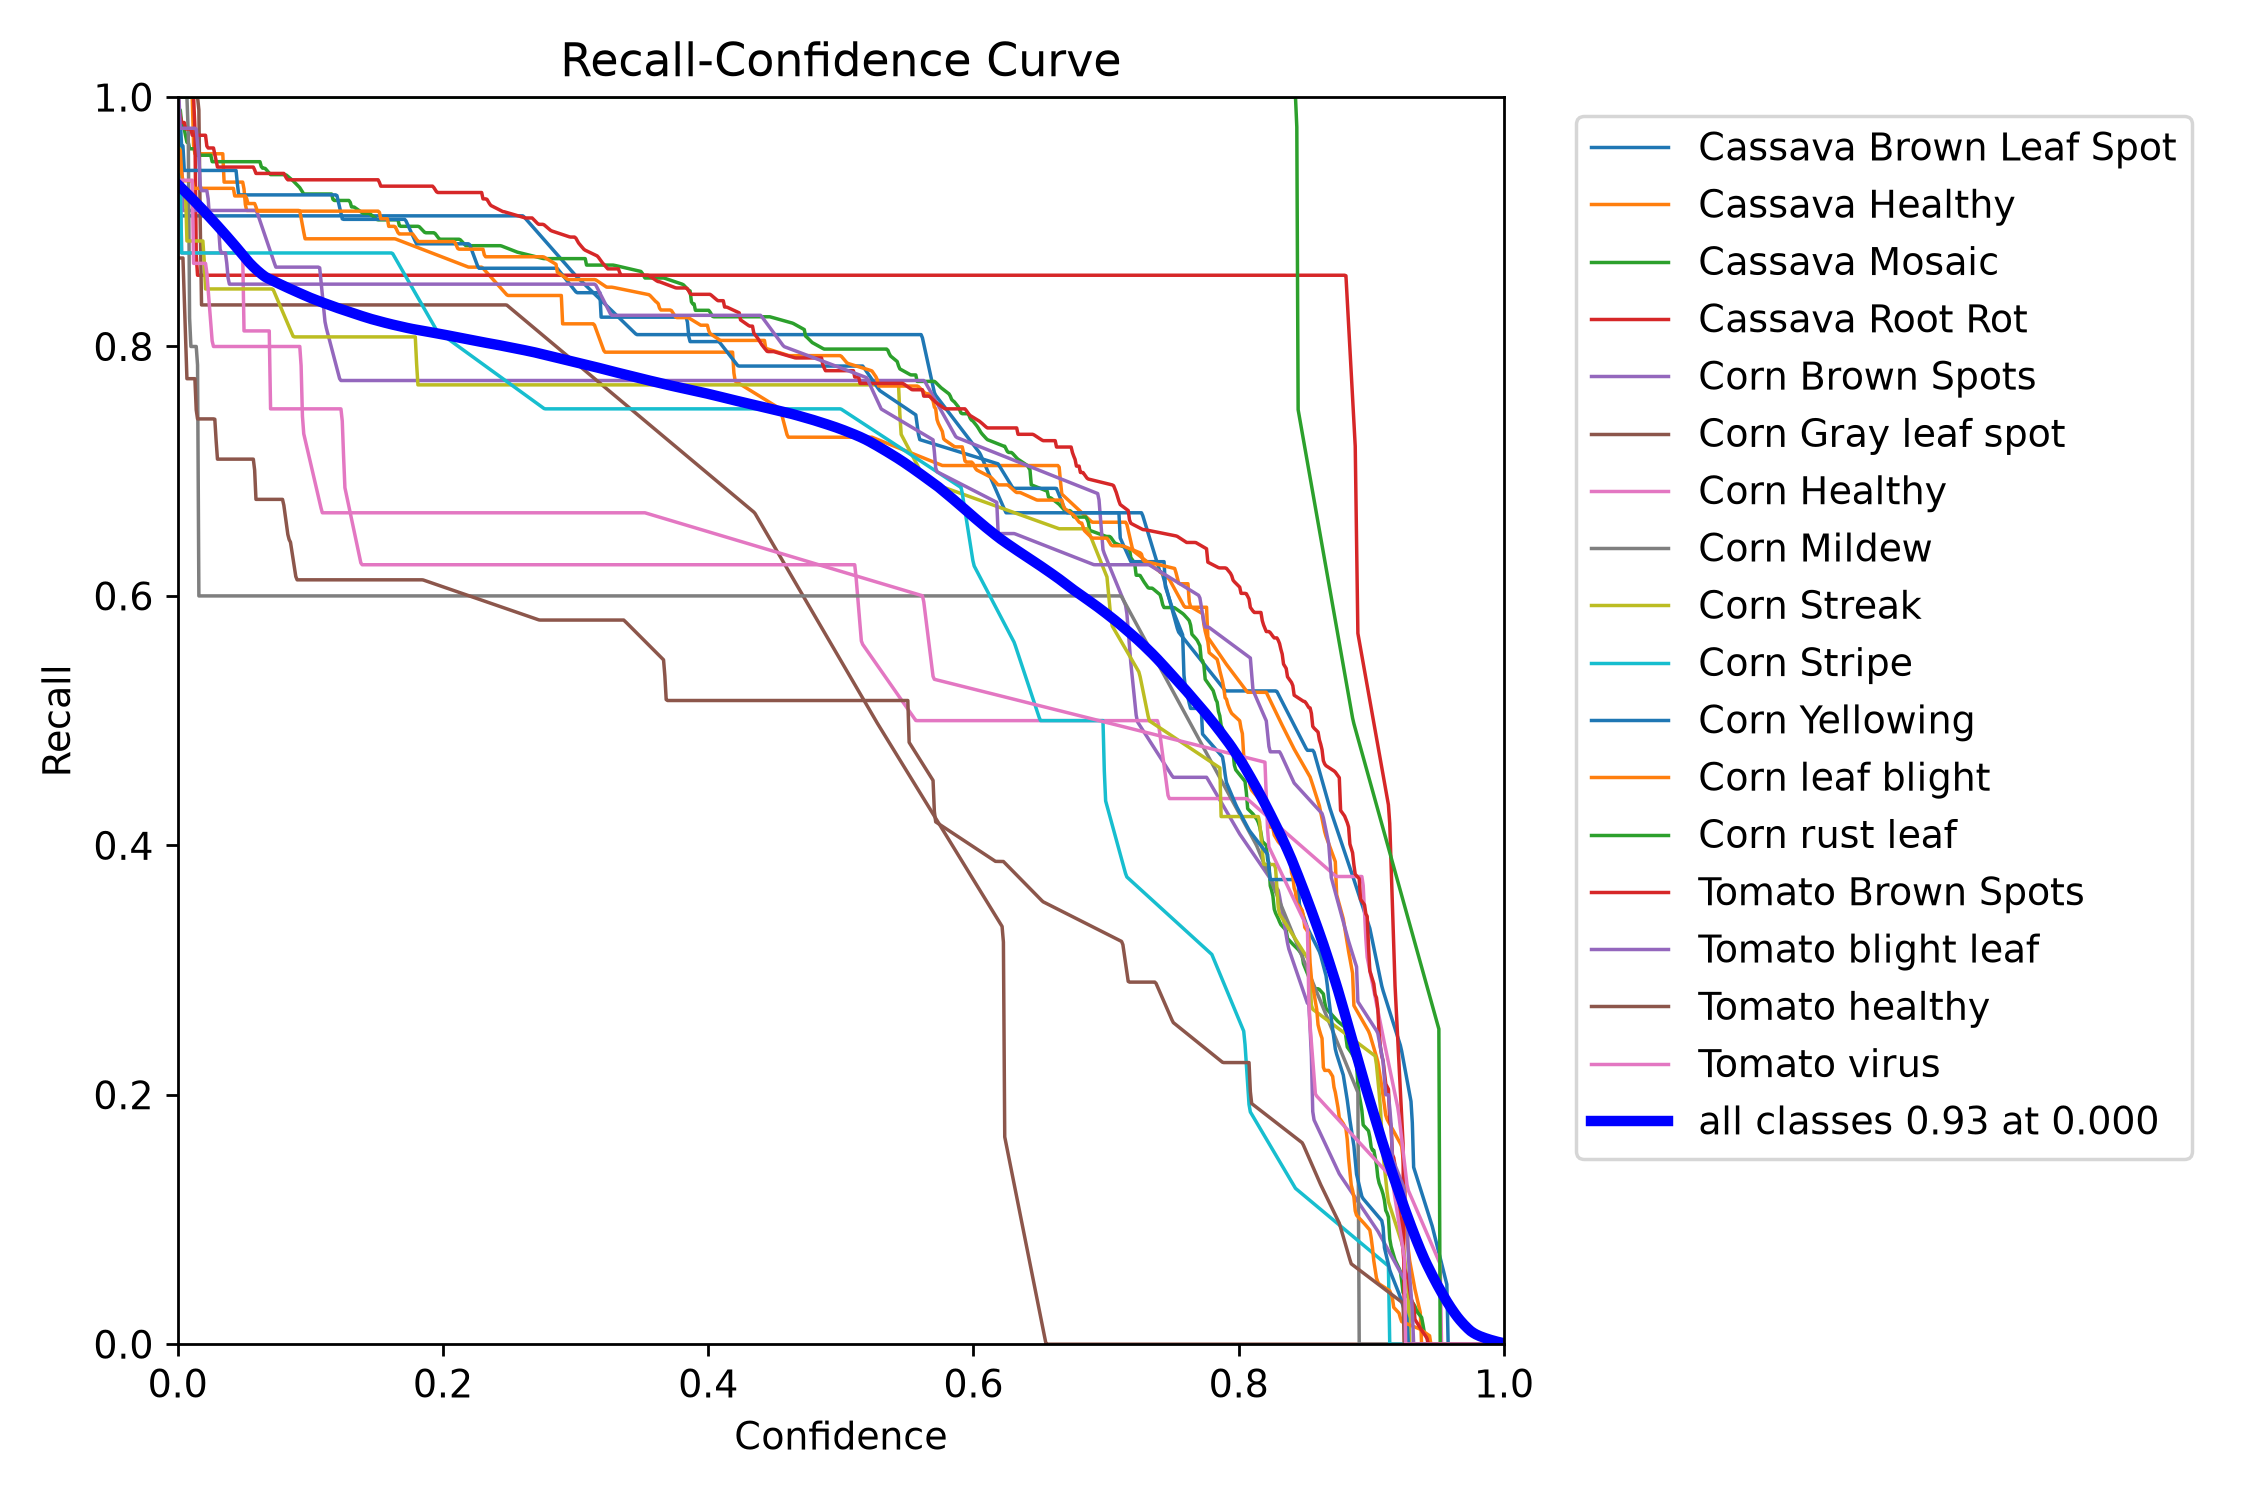 Recall-Confidence Curve
1.0
0.8
0.6
0.4
0.2
0.0
Recall
0.0 0.2 0.4 0.6 0.8 1.0
Confidence
Cassava Brown Leaf Spot
Cassava Healthy
Cassava Mosaic
Cassava Root Rot
Corn Brown Spots
Corn Gray leaf spot
Corn Healthy
Corn Mildew
Corn Streak
Corn Stripe
Corn Yellowing
Corn leaf blight
Corn rust leaf
Tomato Brown Spots
Tomato blight leaf
Tomato healthy
Tomato virus
all classes 0.93 at 0.000